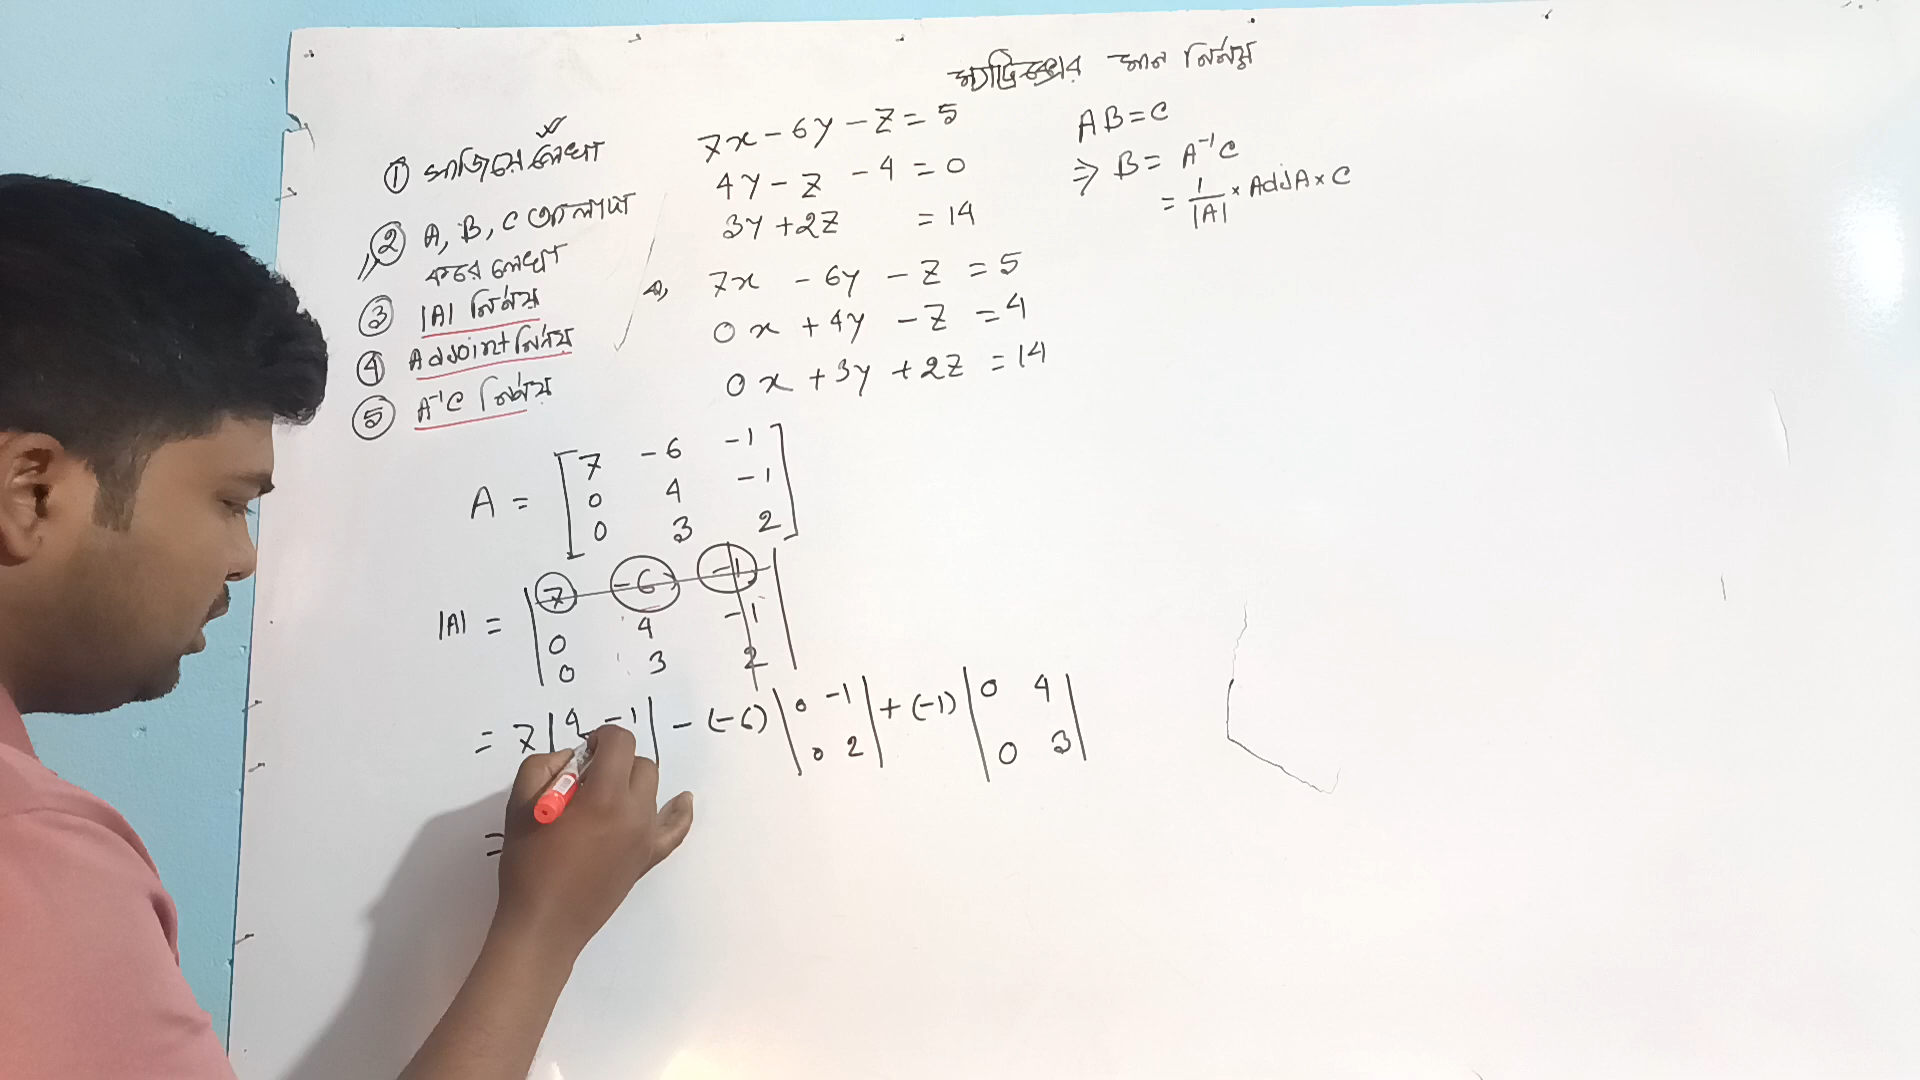 ম্যাট্রিক্সের মান নির্ণয়
① সাজিয়ে লেখা
② A, B, C আলাদা
করে লেখা
③ |A| নির্ণয়
④ Adjoint নির্ণয়
⑤ A⁻¹C নির্ণয়
7x - 6y - z = 5
4y - z - 4 = 0
3y + 2z = 14
AB = C
⇒ B = A⁻¹C
= 1/|A| × AdjA × C
7x - 6y - z = 5
0x + 4y - z = 4
0x + 3y + 2z = 14
A = [ 7 -6 -1
0 4 -1
0 3 2 ]
|A| = | 7 -6 -1
0 4 -1
0 3 2 |
= 7 | 4 -1 | - (-6) | 0 -1 | + (-1) | 0 4 |
| 0 2 | | 0 3 |
=